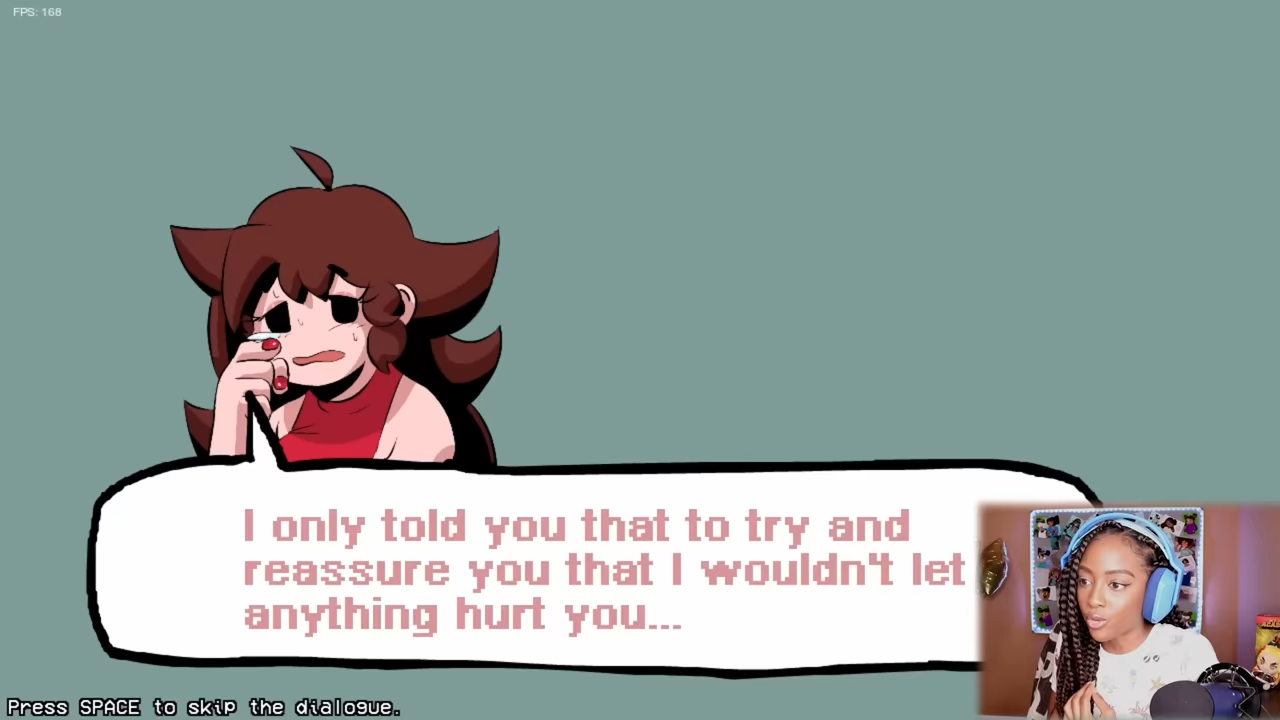 FPS: 168
I only told you that to try and
reassure you that I wouldn't let
anything hurt you...
Press SPACE to skip the dialogue.